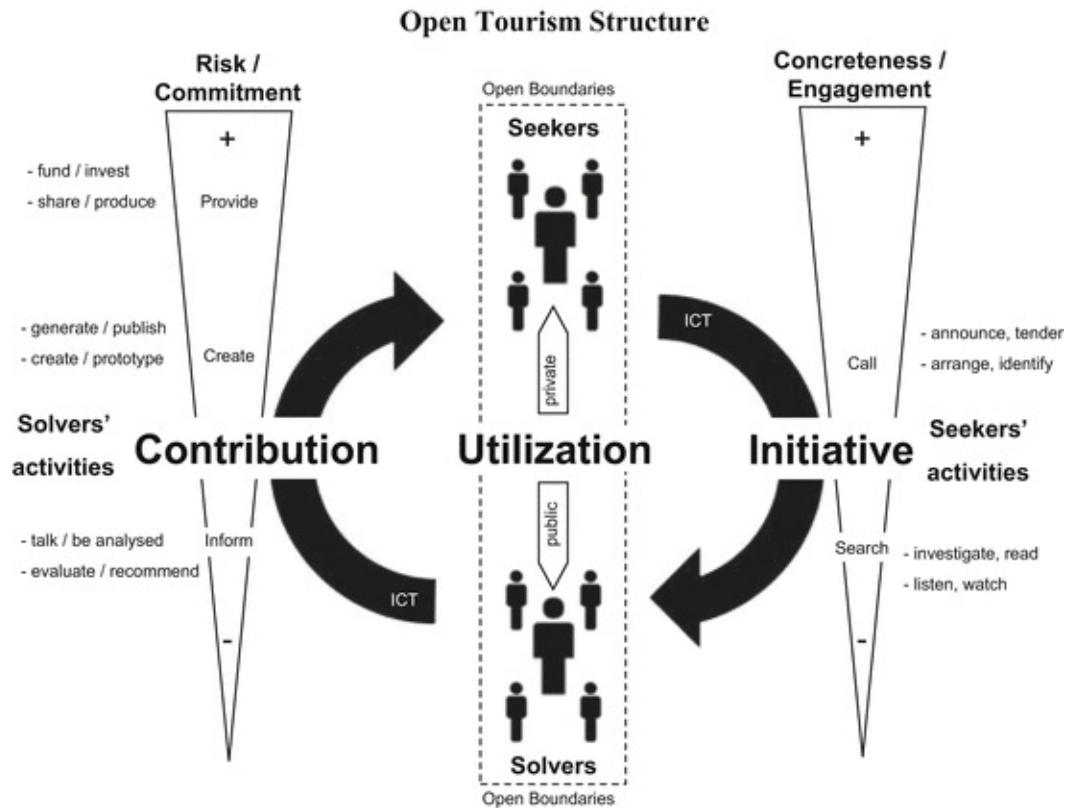 Open Tourism Structure
Risk /
Commitment
+
- fund / invest
- share / produce
Provide
- generate / publish
- create / prototype
Create
Solvers'
activities
Contribution
- talk / be analysed
- evaluate / recommend
Inform
-
ICT
Open Boundaries
Seekers
private
Utilization
public
Solvers
Open Boundaries
ICT
Concreteness /
Engagement
+
Call
- announce, tender
- arrange, identify
Initiative
Seekers'
activities
Search
- investigate, read
- listen, watch
-